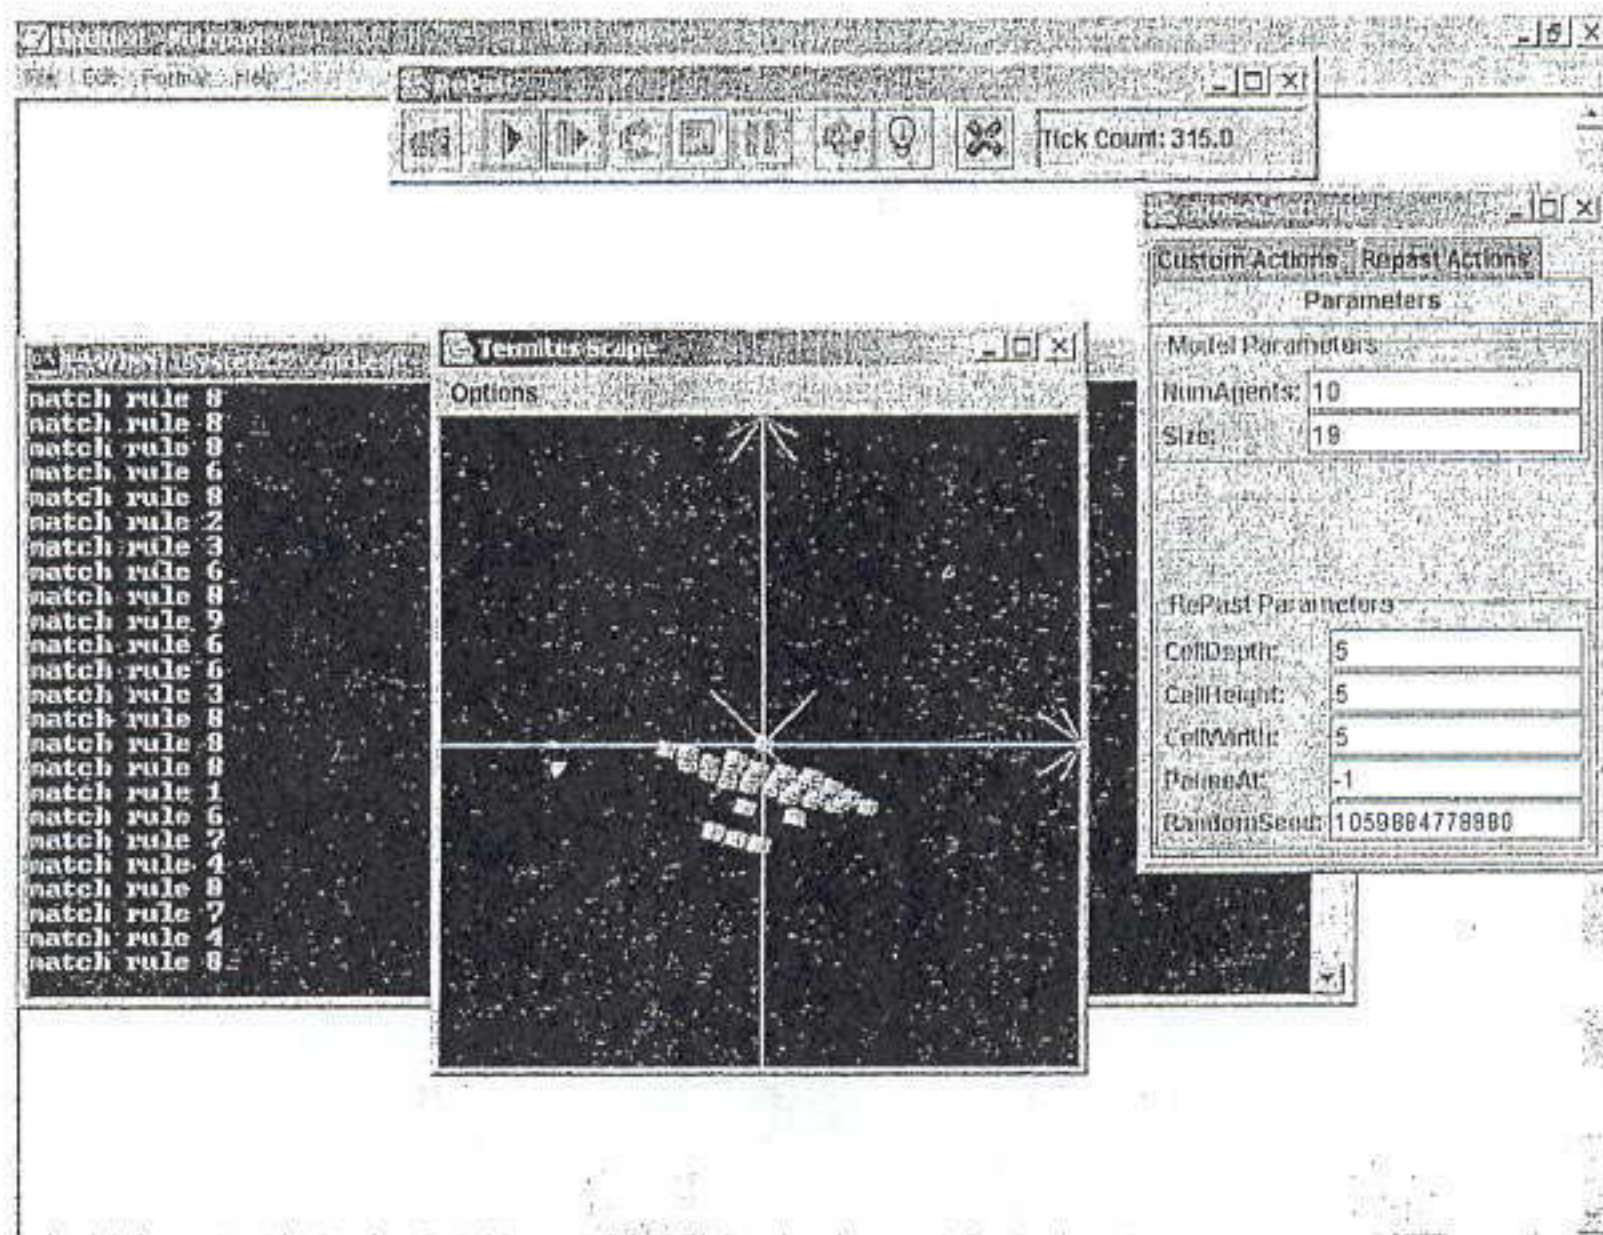 File Edit Format Help
Tick Count: 315.0
Custom Actions Repast Actions
Parameters
Model Parameters
NumAgents: 10
Size: 19
RePast Parameters
CellDepth: 5
CellHeight: 5
CellWidth: 5
PauseAt: -1
RandomSeed: 1059884778980
Termites scape
Options
match rule 8
match rule 8
match rule 8
match rule 6
match rule 8
match rule 2
match rule 3
match rule 6
match rule 8
match rule 9
match rule 6
match rule 6
match rule 3
match rule 8
match rule 8
match rule 8
match rule 1
match rule 6
match rule 7
match rule 4
match rule 8
match rule 7
match rule 4
match rule 8